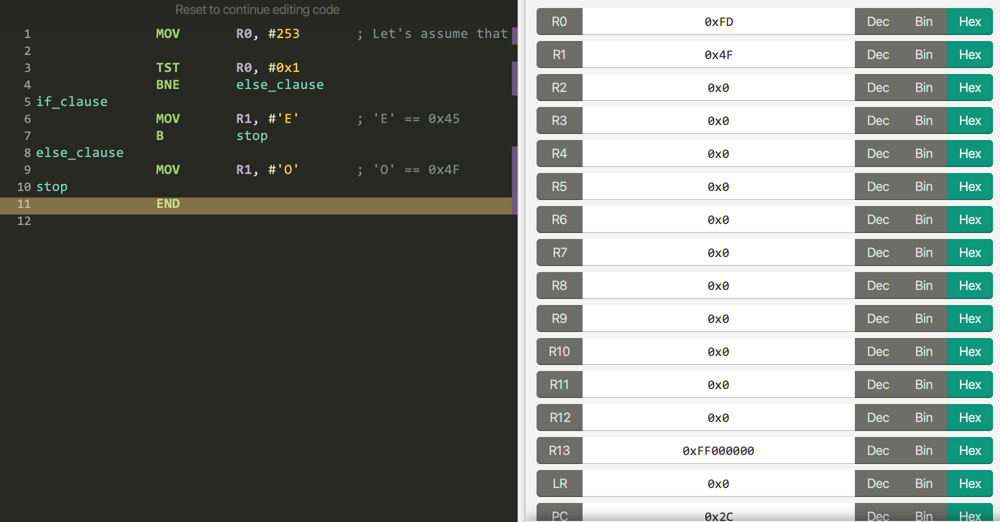 Reset to continue editing code
1 MOV R0, #253 ; Let's assume that
2
3 TST R0, #0x1
4 BNE else_clause
5 if_clause
6 MOV R1, #'E' ; 'E' == 0x45
7 B stop
8 else_clause
9 MOV R1, #'O' ; 'O' == 0x4F
10 stop
11 END
12
R0 0xFD Dec Bin Hex
R1 0x4F Dec Bin Hex
R2 0x0 Dec Bin Hex
R3 0x0 Dec Bin Hex
R4 0x0 Dec Bin Hex
R5 0x0 Dec Bin Hex
R6 0x0 Dec Bin Hex
R7 0x0 Dec Bin Hex
R8 0x0 Dec Bin Hex
R9 0x0 Dec Bin Hex
R10 0x0 Dec Bin Hex
R11 0x0 Dec Bin Hex
R12 0x0 Dec Bin Hex
R13 0xFF000000 Dec Bin Hex
LR 0x0 Dec Bin Hex
PC 0x2C Dec Bin Hex